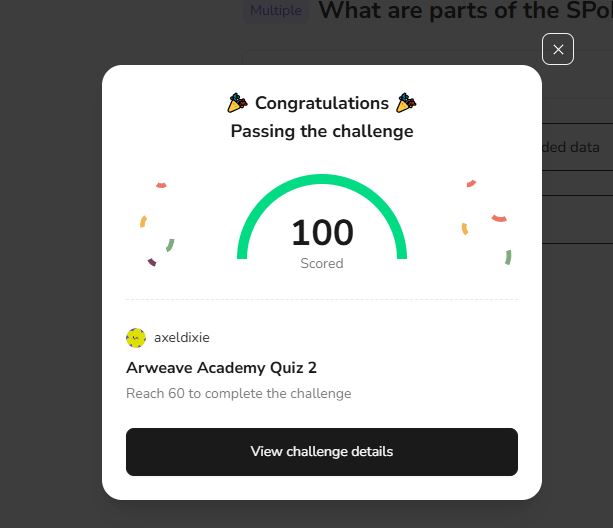 Multiple What are parts of the SPo
Congratulations
Passing the challenge
ded data
100
Scored
axeldixie
Arweave Academy Quiz 2
Reach 60 to complete the challenge
View challenge details